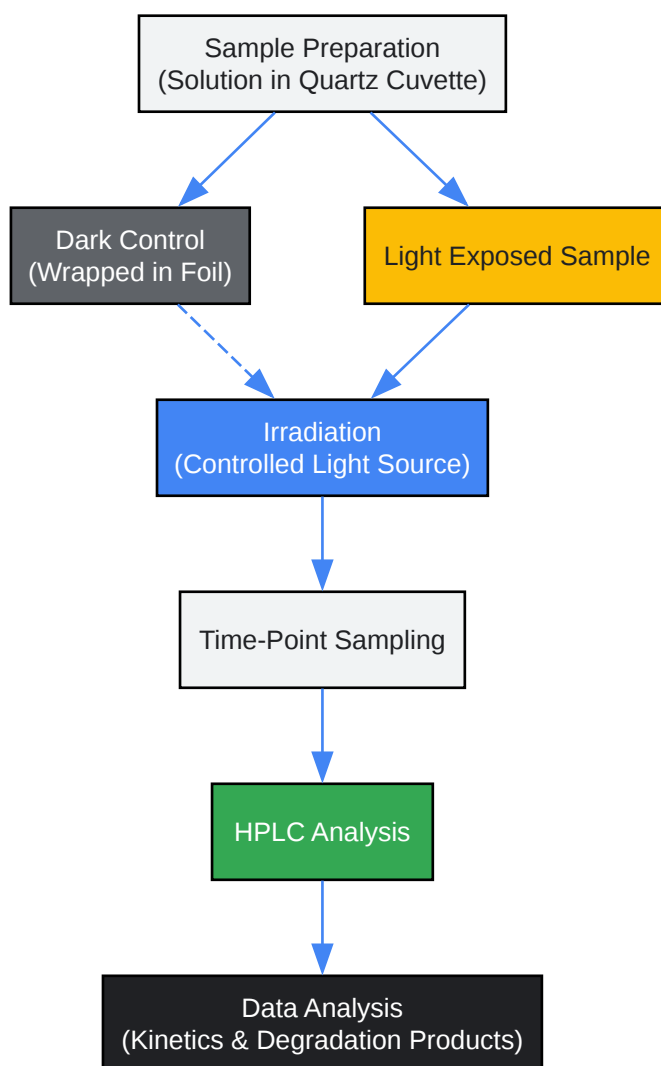 Sample Preparation
(Solution in Quartz Cuvette)
Dark Control
(Wrapped in Foil)
Light Exposed Sample
Irradiation
(Controlled Light Source)
Time-Point Sampling
HPLC Analysis
Data Analysis
(Kinetics & Degradation Products)